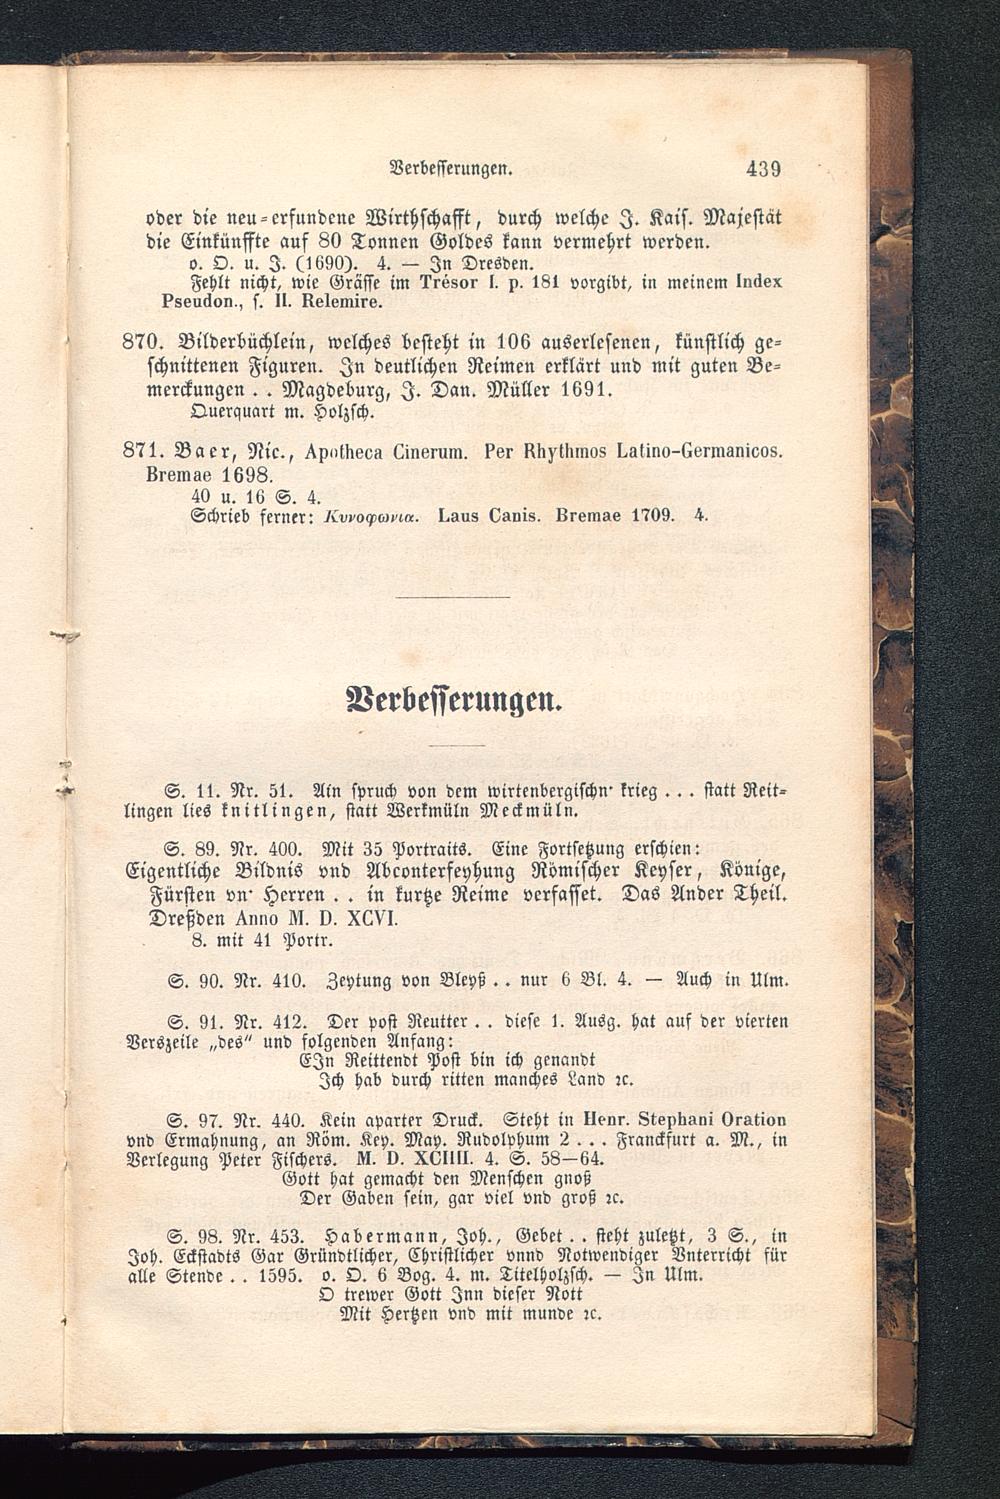 Verbesserungen. 439
oder die neu-erfundene Wirthschafft, durch welche J. Kais. Majestät
die Einkünffte auf 80 Tonnen Goldes kann vermehrt werden.
o. O. u. J. (1690). 4. — In Dresden.
Fehlt nicht, wie Grässe im Trésor I. p. 181 vorgibt, in meinem Index
Pseudon., s. II. Relemire.
870. Bilderbüchlein, welches besteht in 106 auserlesenen, künstlich ge-
schnittenen Figuren. In deutlichen Reimen erklärt und mit guten Be-
merckungen . . Magdeburg, J. Dan. Müller 1691.
Querquart m. Holzsch.
871. Baer, Nic., Apotheca Cinerum. Per Rhythmos Latino-Germanicos.
Bremae 1698.
40 u. 16 S. 4.
Schrieb ferner: Κυνοφωνια. Laus Canis. Bremae 1709. 4.
Verbesserungen.
S. 11. Nr. 51. Ain spruch von dem wirtenbergischn' krieg . . . statt Reit-
lingen lies knitlingen, statt Werkmüln Meckmüln.
S. 89. Nr. 400. Mit 35 Portraits. Eine Fortsetzung erschien:
Eigentliche Bildnis vnd Abconterfeyhung Römischer Keyser, Könige,
Fürsten vn' Herren . . in kurtze Reime verfasset. Das Ander Theil.
Dreßden Anno M. D. XCVI.
8. mit 41 Portr.
S. 90. Nr. 410. Zeytung von Bleyß . . nur 6 Bl. 4. — Auch in Ulm.
S. 91. Nr. 412. Der post Reutter . . diese 1. Ausg. hat auf der vierten
Verszeile „des“ und folgenden Anfang:
EJn Reittendt Post bin ich genandt
Ich hab durch ritten manches Land ꝛc.
S. 97. Nr. 440. Kein aparter Druck. Steht in Henr. Stephani Oration
vnd Ermahnung, an Röm. Key. May. Rudolphum 2 . . . Franckfurt a. M., in
Verlegung Peter Fischers. M. D. XCIIII. 4. S. 58—64.
Gott hat gemacht den Menschen gnoß
Der Gaben sein, gar viel vnd groß ꝛc.
S. 98. Nr. 453. Habermann, Joh., Gebet . . steht zuletzt, 3 S., in
Joh. Eckstadts Gar Gründtlicher, Christlicher vnnd Notwendiger Vnterricht für
alle Stende . . 1595. o. O. 6 Bog. 4. m. Titelholzsch. — In Ulm.
O trewer Gott Inn dieser Nott
Mit Hertzen vnd mit munde ꝛc.